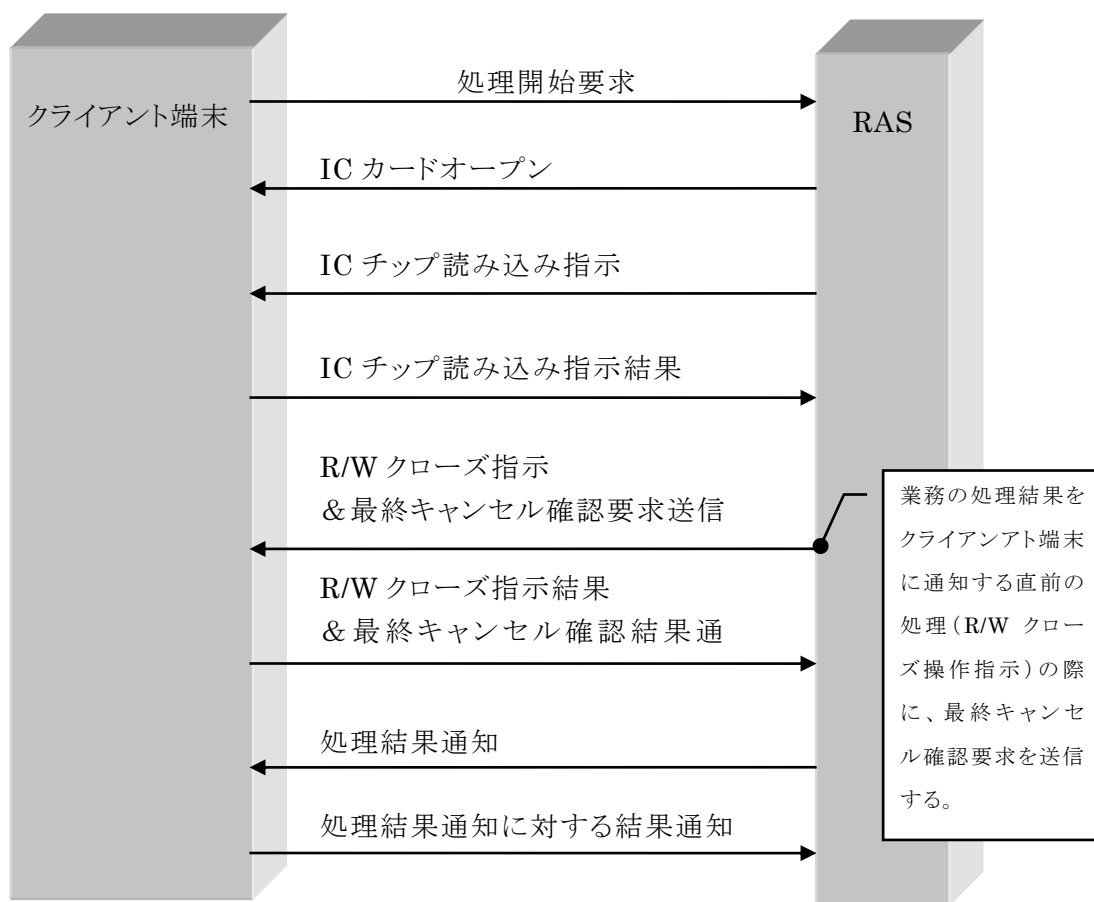 処理開始要求
クライアント端末
RAS
IC カードオープン
IC チップ読み込み指示
IC チップ読み込み指示結果
R/W クローズ指示
＆最終キャンセル確認要求送信
業務の処理結果を
クライアンアト端末
に通知する直前の
処理(R/W クロー
ズ操作指示)の際
に、最終キャンセ
ル確認要求を送信
する。
R/W クローズ指示結果
＆最終キャンセル確認結果通
処理結果通知
処理結果通知に対する結果通知